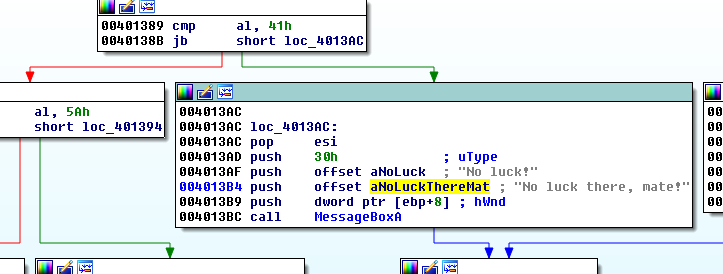 00401389 cmp al, 41h
0040138B jb short loc_4013AC
al, 5Ah
short loc_401394
004013AC
004013AC loc_4013AC:
004013AC pop esi
004013AD push 30h ; uType
004013AF push offset aNoLuck ; "No luck!"
004013B4 push offset aNoLuckThereMat ; "No luck there, mate!"
004013B9 push dword ptr [ebp+8] ; hWnd
004013BC call MessageBoxA